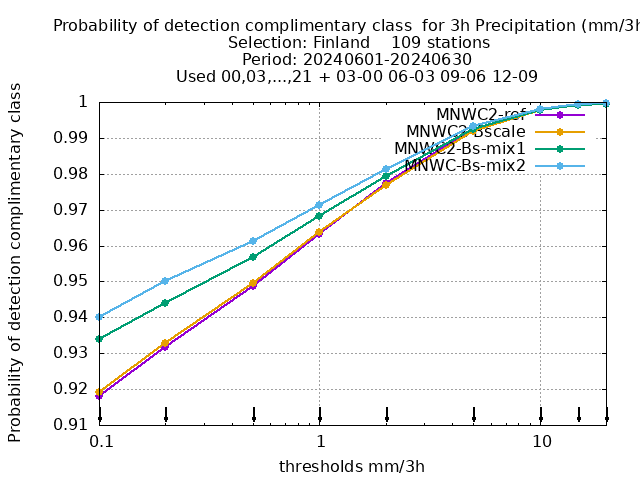 Probability of detection complimentary class  for 3h Precipitation (mm/3h
Selection: Finland    109 stations
Period: 20240601-20240630
Used 00,03,...,21 + 03-00 06-03 09-06 12-09
Probability of detection complimentary class
1
0.99
0.98
0.97
0.96
0.95
0.94
0.93
0.92
0.91
MNWC2-ref
MNWC2-Bscale
MNWC2-Bs-mix1
MNWC-Bs-mix2
0.1
1
10
thresholds mm/3h